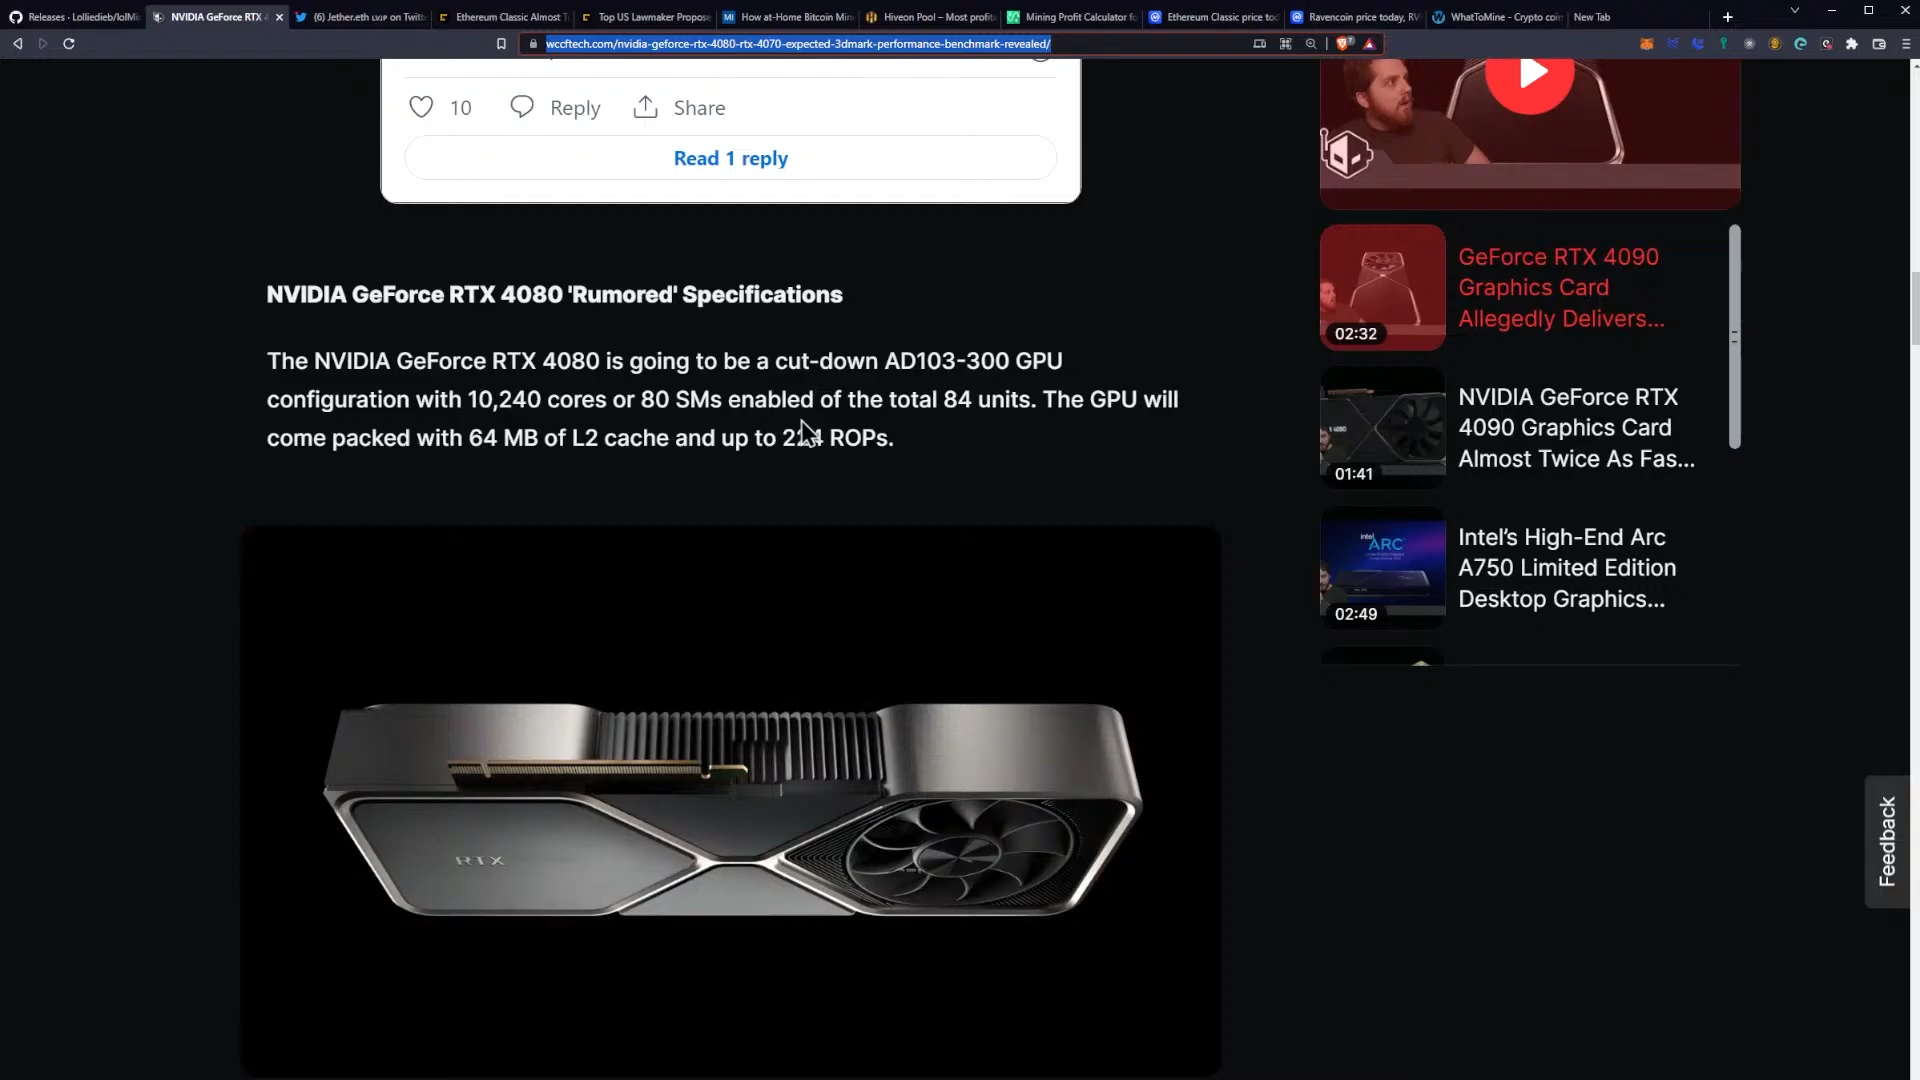 Releases · Lolliedieb/lolMi
NVIDIA GeForce RTX 4
(6) Jether.eth LVJP on Twitt
Ethereum Classic Almost T
Top US Lawmaker Propose
How at-Home Bitcoin Min
Hiveon Pool – Most profita
Mining Profit Calculator fo
Ethereum Classic price tod
Ravencoin price today, RV
WhatToMine - Crypto coin
New Tab
wccftech.com/nvidia-geforce-rtx-4080-rtx-4070-expected-3dmark-performance-benchmark-revealed/
10 Reply Share
Read 1 reply
NVIDIA GeForce RTX 4080 'Rumored' Specifications
The NVIDIA GeForce RTX 4080 is going to be a cut-down AD103-300 GPU
configuration with 10,240 cores or 80 SMs enabled of the total 84 units. The GPU will
come packed with 64 MB of L2 cache and up to ROPs.
RTX
GeForce RTX 4090
Graphics Card
Allegedly Delivers...
02:32
NVIDIA GeForce RTX
4090 Graphics Card
Almost Twice As Fas...
01:41
intel
ARC
Intel's High-End Arc
A750 Limited Edition
Desktop Graphics...
02:49
Feedback